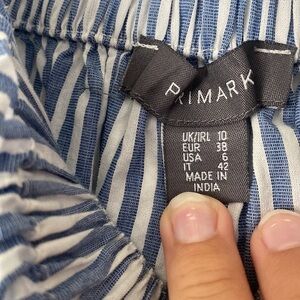 PRIMARK
UK/IRL 10
EUR 38
USA 6
IT 42
MADE IN
INDIA